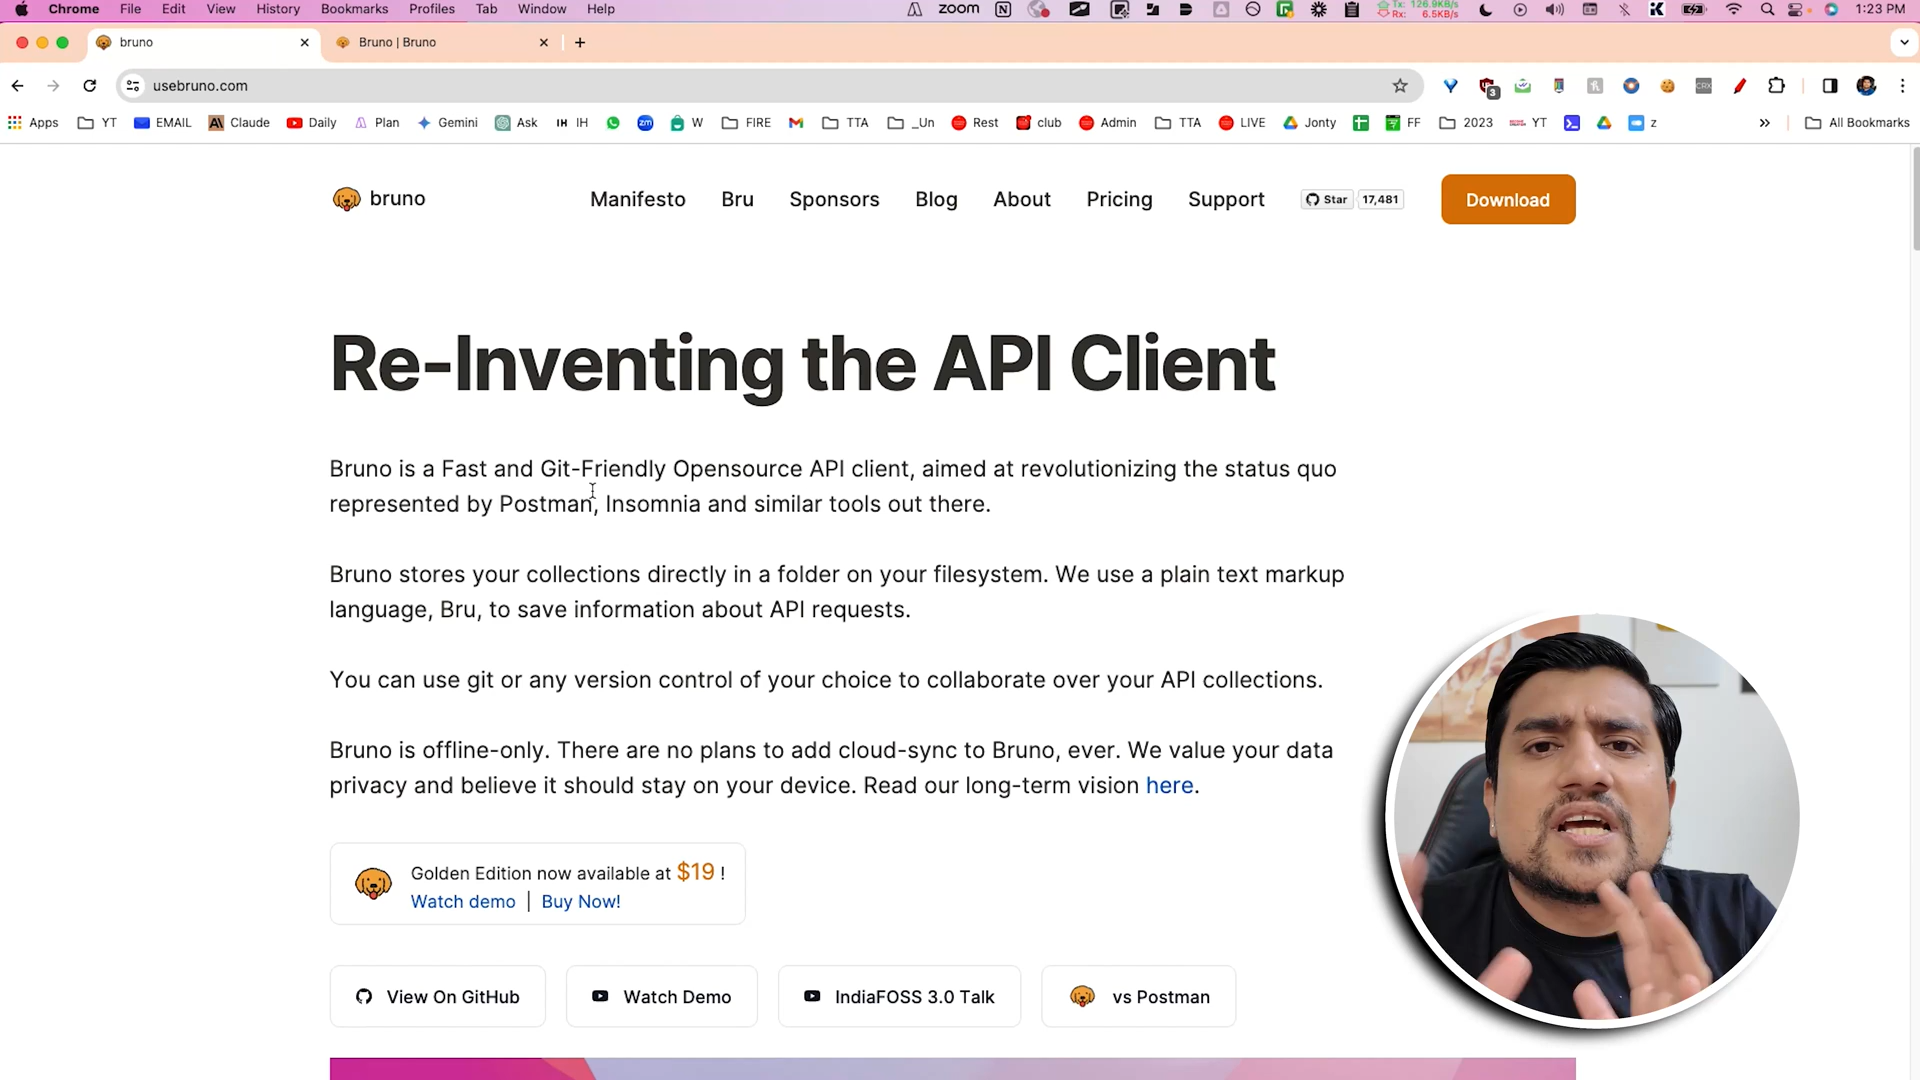 Chrome File Edit View History Bookmarks Profiles Tab Window Help zoom Tx: 126.9KB/s Rx: 6.5KB/s 1:23 PM
bruno
Bruno | Bruno
usebruno.com
3
Apps YT EMAIL Claude Daily Plan Gemini Ask IH IH W FIRE TTA _Un Rest club Admin TTA LIVE Jonty FF 2023 YT z » All Bookmarks
bruno Manifesto Bru Sponsors Blog About Pricing Support Star 17,481 Download
Re-Inventing the API Client
Bruno is a Fast and Git-Friendly Opensource API client, aimed at revolutionizing the status quo
represented by Postman, Insomnia and similar tools out there.
Bruno stores your collections directly in a folder on your filesystem. We use a plain text markup
language, Bru, to save information about API requests.
You can use git or any version control of your choice to collaborate over your API collections.
Bruno is offline-only. There are no plans to add cloud-sync to Bruno, ever. We value your data
privacy and believe it should stay on your device. Read our long-term vision here.
Golden Edition now available at $19 !
Watch demo | Buy Now!
View On GitHub Watch Demo IndiaFOSS 3.0 Talk vs Postman